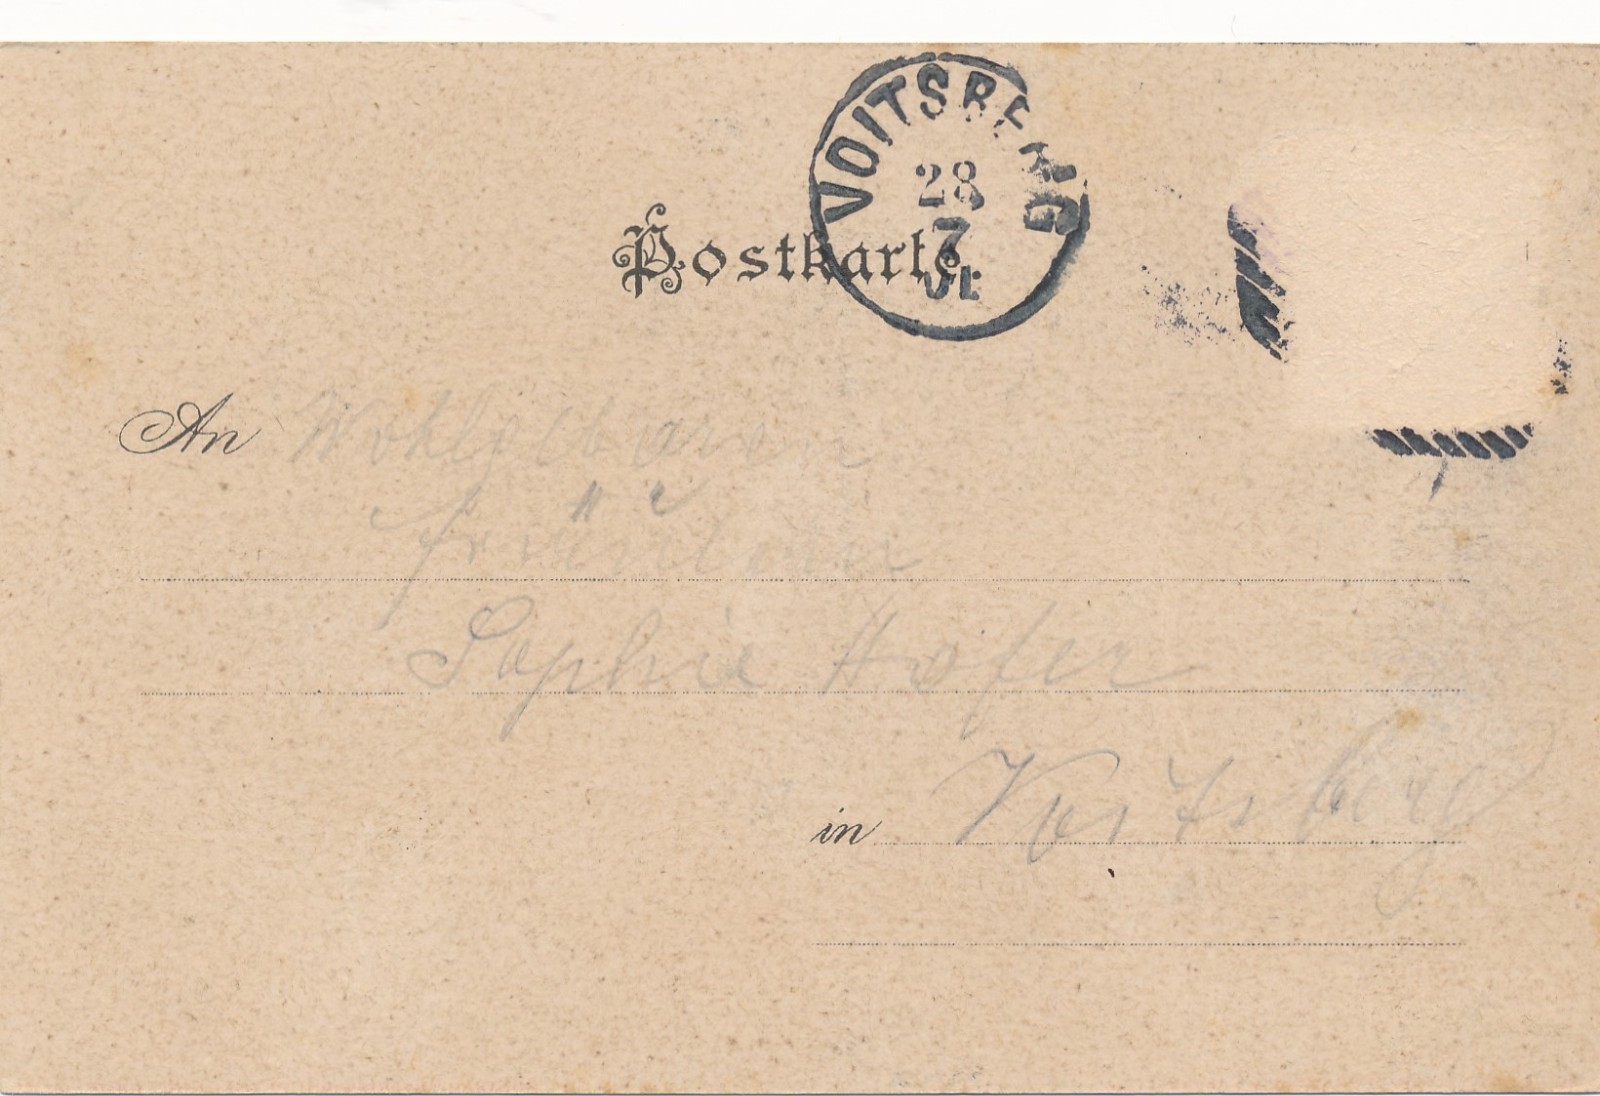 VOITSBERG
28
7
Postkarte
An Wohlgeboren
Fräulein
Sophie Hofer
in Voitsberg